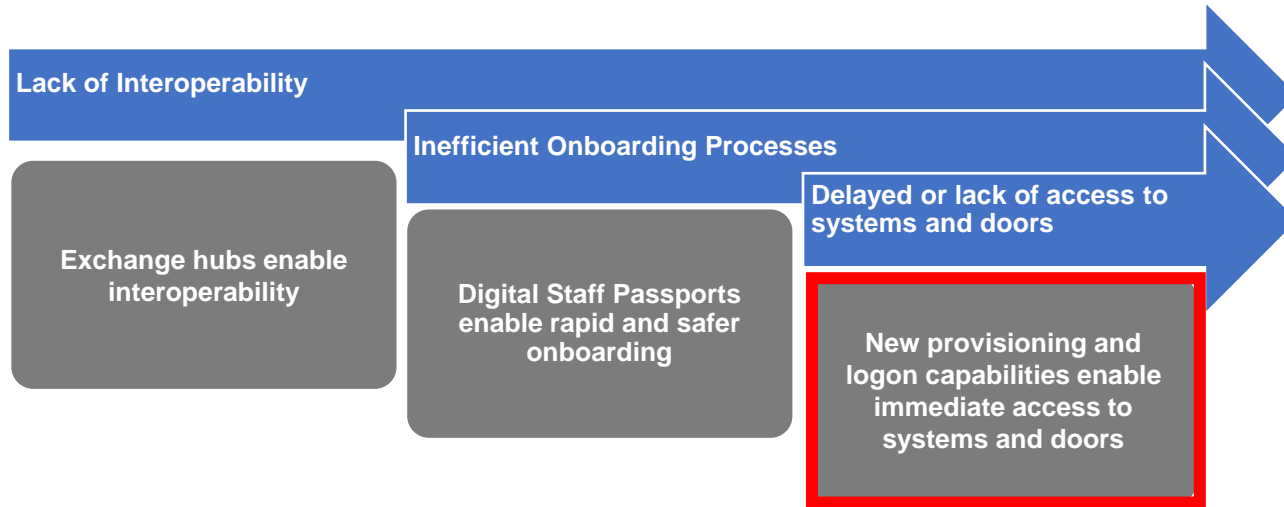 Lack of Interoperability
Inefficient Onboarding Processes
Delayed or lack of access to
systems and doors
Exchange hubs enable
interoperability
Digital Staff Passports
enable rapid and safer
onboarding
New provisioning and
logon capabilities enable
immediate access to
systems and doors